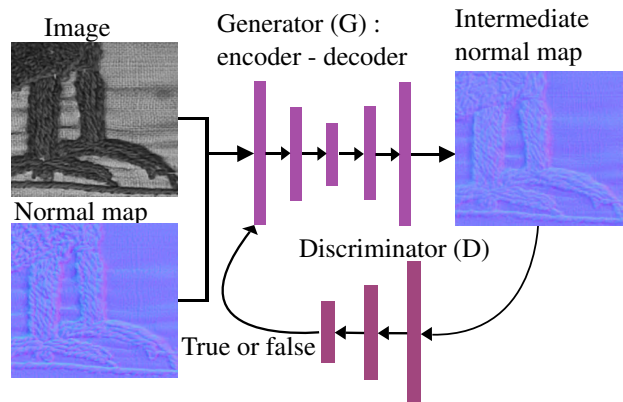 Image
Generator (G) :
encoder - decoder
Intermediate
normal map
Normal map
Discriminator (D)
True or false